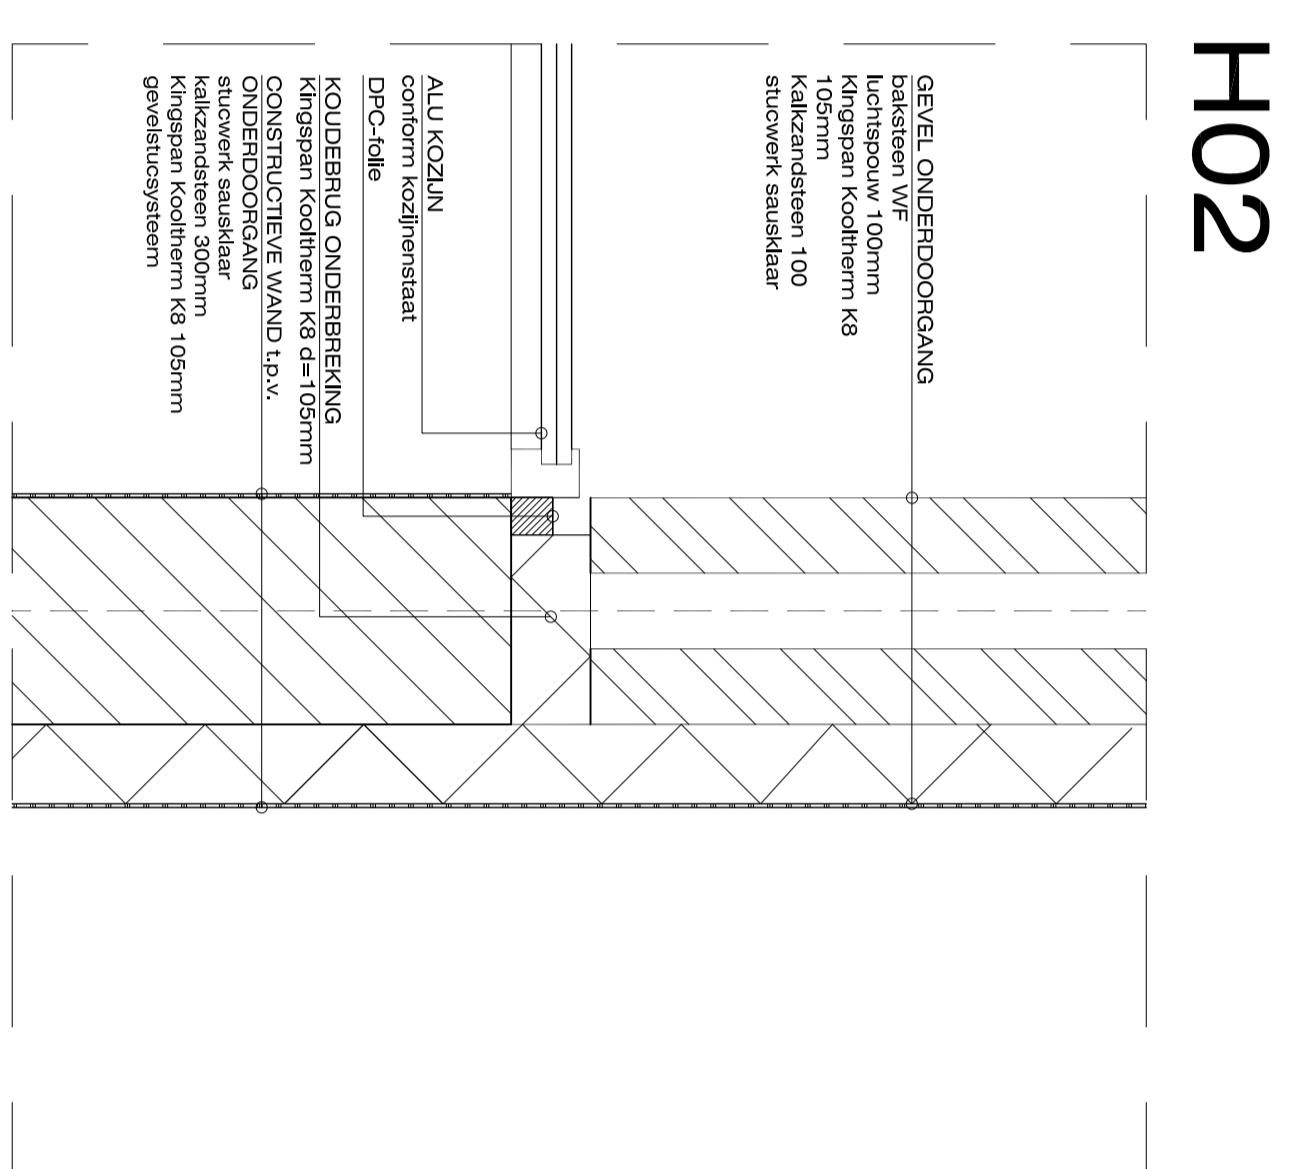 H02
GEVEL ONDERDOORGANG
baksteen WF
luchtspouw 100mm
KIngspan Kooltherm K8
105mm
Kalkzandsteen 100
stucwerk sausklaar
ALU KOZIJN
conform kozijnenstaat
DPC-folie
KOUDEBRUG ONDERBREKING
Kingspan Kooltherm K8 d=105mm
CONSTRUCTIEVE WAND t.p.v.
ONDERDOORGANG
stucwerk sausklaar
kalkzandsteen 300mm
Kingspan Kooltherm K8 105mm
gevelstucsysteem